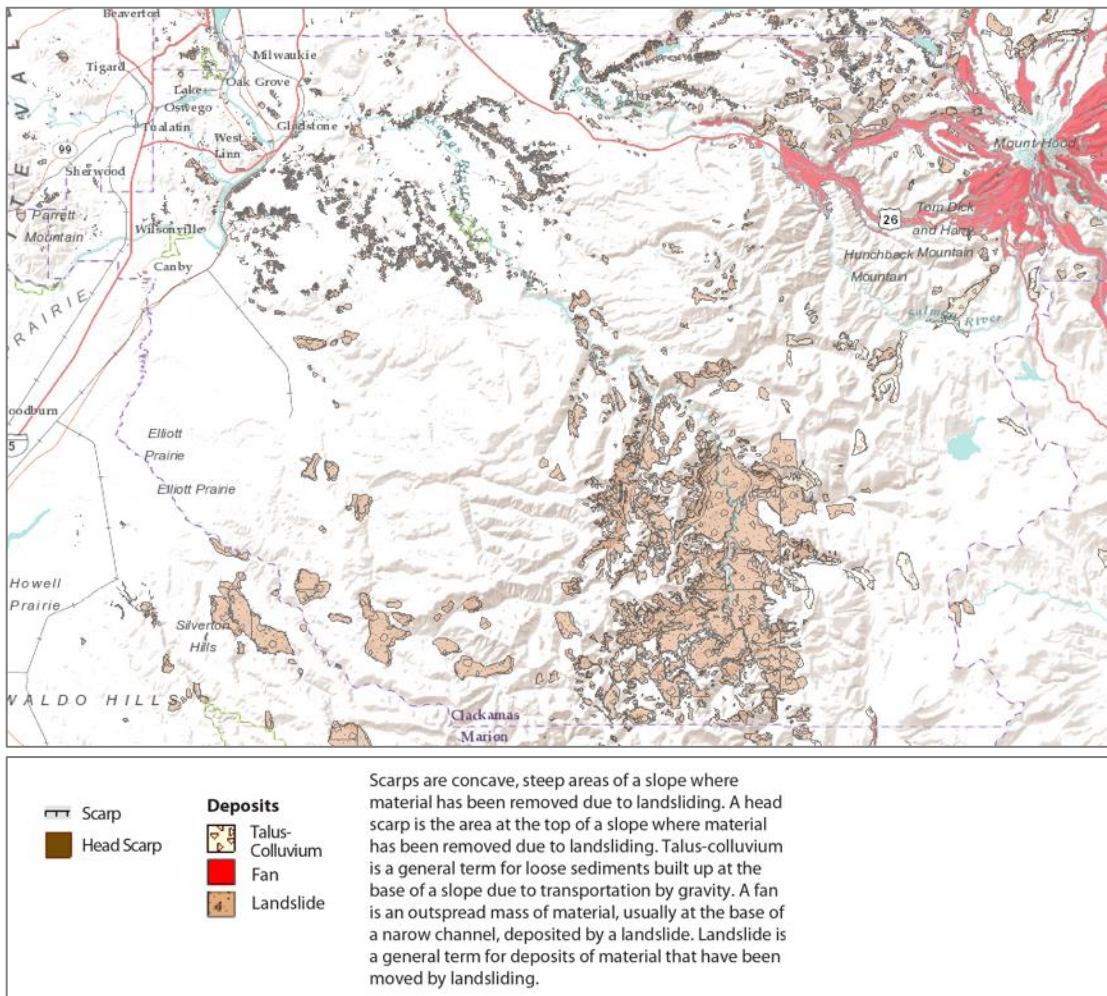 Beaverton
Milwaukie
Tigard
Oak Grove
Lake
Oswego
Tualatin
Gladstone
West
Linn
99
Sherwood
Mount Hood
Parrett
Mountain
26
Tom Dick
and Harry
Mountain
Wilsonville
Hunchback
Mountain
Canby
Salmon River
PRAIRIE
oodburn
5
Elliott
Prairie
Elliott Prairie
Howell
Prairie
Silverton
Hills
WALDO HILLS
Clackamas
Marion
Scarp
Head Scarp
Deposits
Talus-
Colluvium
Fan
Landslide
Scarps are concave, steep areas of a slope where
material has been removed due to landsliding. A head
scarp is the area at the top of a slope where material
has been removed due to landsliding. Talus-colluvium
is a general term for loose sediments built up at the
base of a slope due to transportation by gravity. A fan
is an outspread mass of material, usually at the base of
a narow channel, deposited by a landslide. Landslide is
a general term for deposits of material that have been
moved by landsliding.